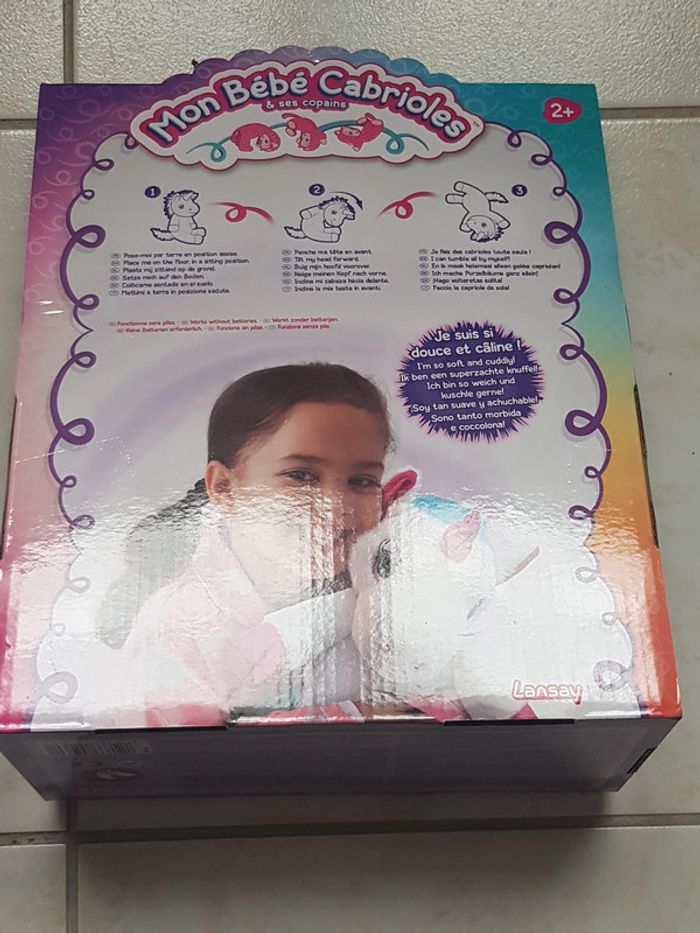 Mon Bébé Cabrioles
& ses copains
2+
1
2
3
Pose-moi par terre en position assise.
Place me on the floor, in a sitting position.
Plaats mij zittend op de grond.
Setze mich auf den Boden.
Colócame sentada en el suelo.
Mettimi a terra in posizione seduta.
Penche ma tête en avant.
Tilt my head forward.
Buig mijn hoofd voorover.
Neige meinen Kopf nach vorne.
Inclina mi cabeza hacia delante.
Inclina la mia testa in avanti.
Je fais des cabrioles toute seule !
I can tumble all by myself!
En ik maak helemaal alleen gekke capriolen!
Ich mache Purzelbäume ganz allein!
¡Hago volteretas solita!
Faccio le capriole da sola!
Fonctionne sans piles. - Works without batteries. - Werkt zonder batterijen.
Keine Batterien erforderlich. - Funciona sin pilas. - Funziona senza pile.
Je suis si
douce et câline !
I'm so soft and cuddly!
Ik ben een superzachte knuffel!
Ich bin so weich und
kuschle gerne!
¡Soy tan suave y achuchable!
Sono tanto morbida
e coccolona!
Lansay